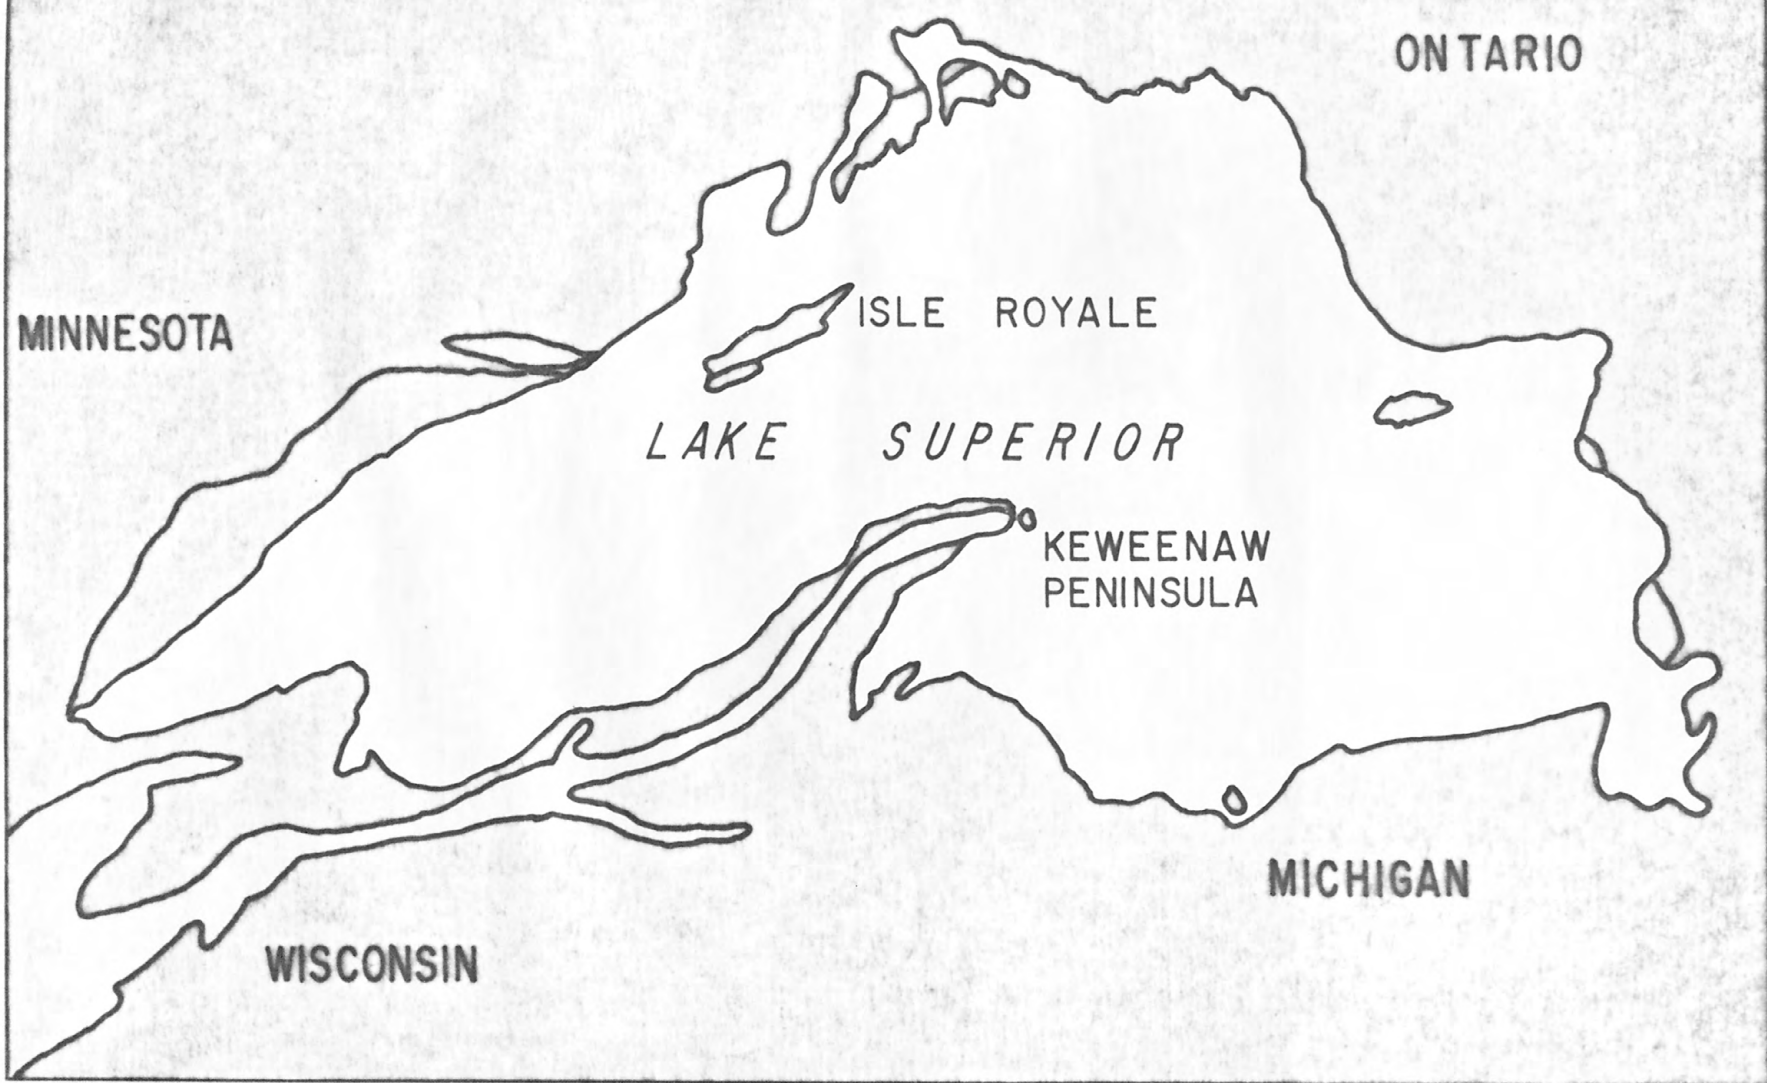 ONTARIO
MINNESOTA
ISLE ROYALE
LAKE SUPERIOR
KEWEENAW
PENINSULA
MICHIGAN
WISCONSIN